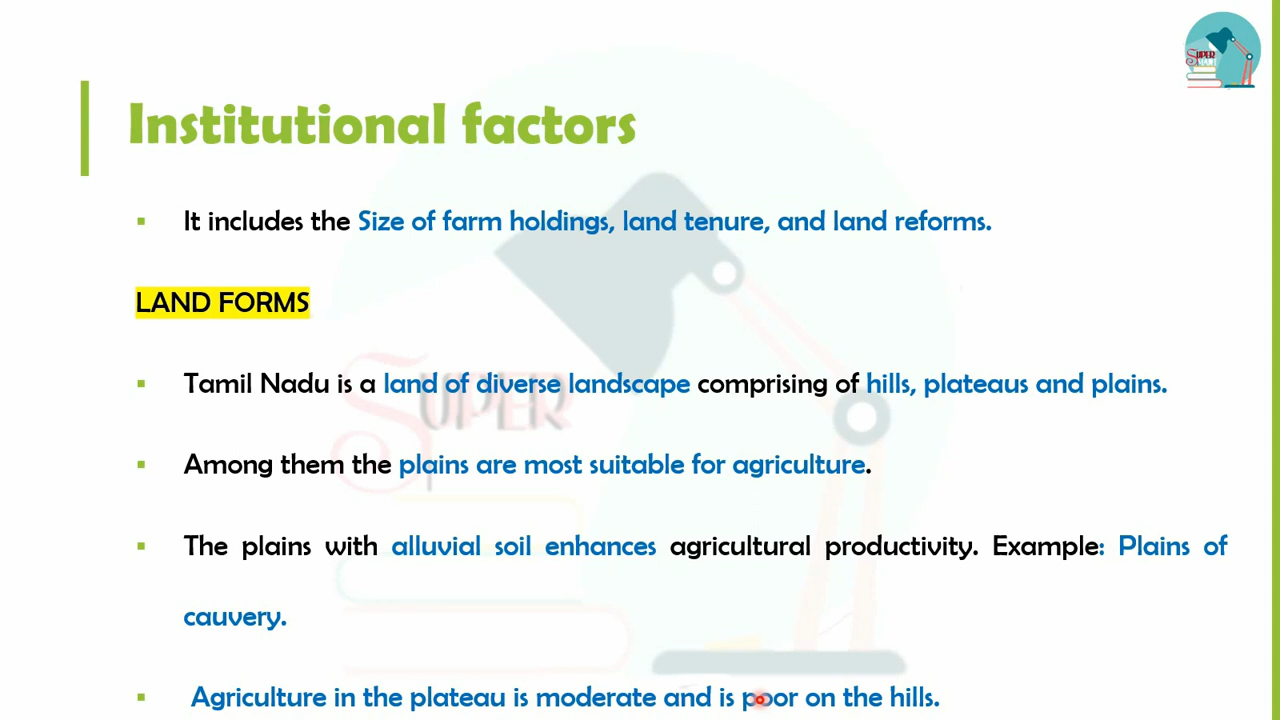 SUPER
Institutional factors
▪ It includes the Size of farm holdings, land tenure, and land reforms.
LAND FORMS
▪ Tamil Nadu is a land of diverse landscape comprising of hills, plateaus and plains.
SUPER
▪ Among them the plains are most suitable for agriculture.
▪ The plains with alluvial soil enhances agricultural productivity. Example: Plains of
cauvery.
▪ Agriculture in the plateau is moderate and is poor on the hills.